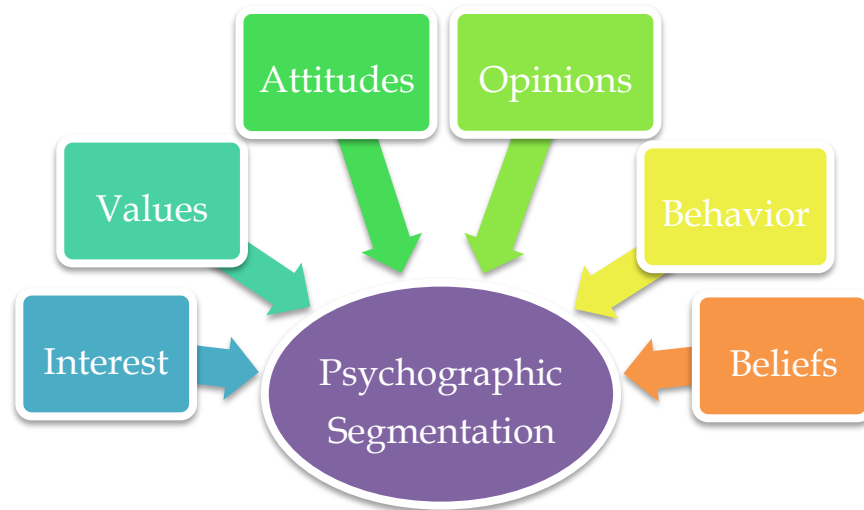 Attitudes
Opinions
Values
Behavior
Interest
Beliefs
Psychographic
Segmentation